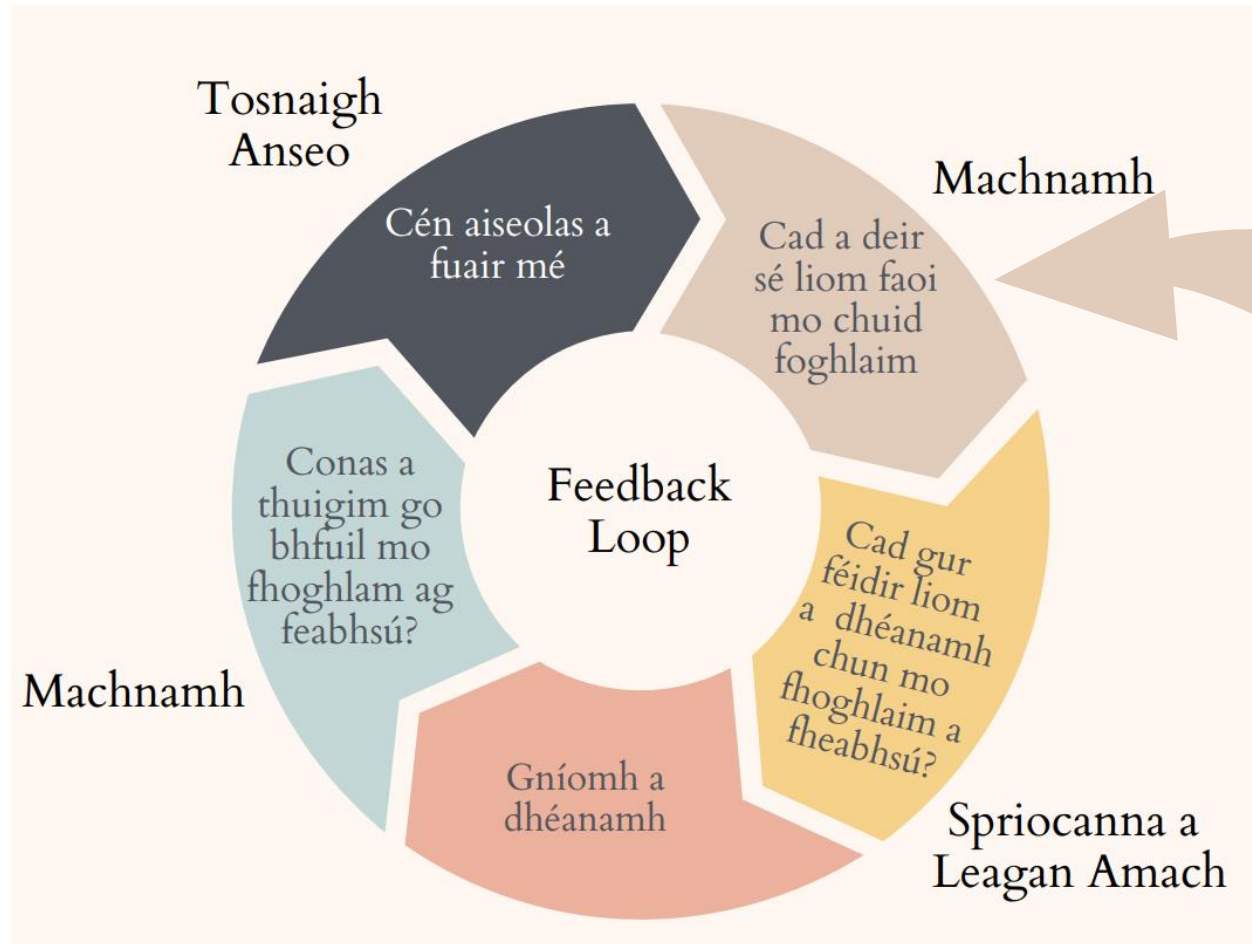 Tosnaigh
Anseo
Cén aiseolas a
fuair mé
Machnamh
Cad a deir
sé liom faoi
mo chuid
foghlaim
Cad gur
féidir liom
a dhéanamh
chun mo
fhoghlaim a
fheabhsú?
Spriocanna a
Leagan Amach
Gníomh a
dhéanamh
Conas a
thuigim go
bhfuil mo
fhoghlam ag
feabhsú?
Machnamh
Feedback
Loop